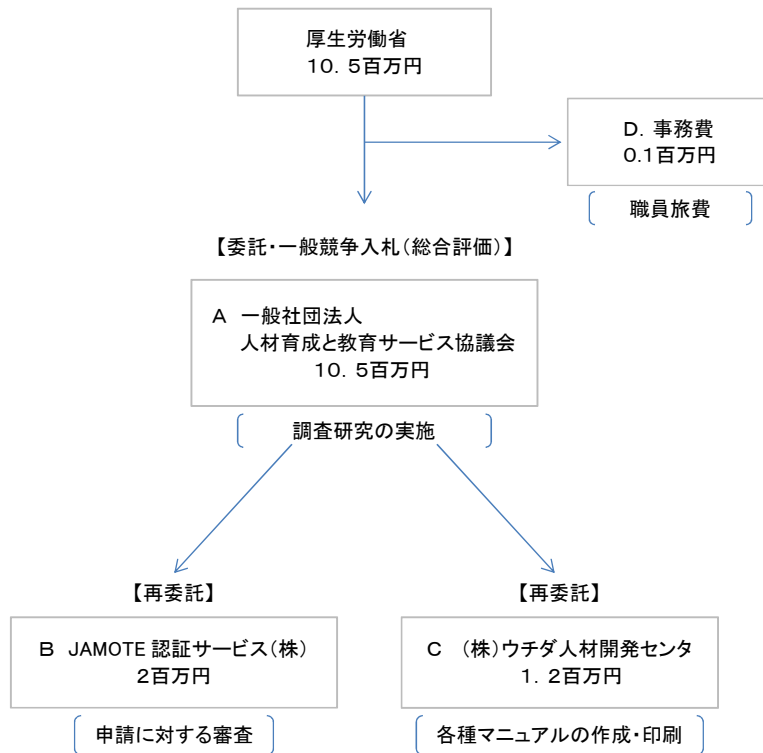 厚生労働省
10．5百万円
D．事務費
0.1百万円
職員旅費
【委託・一般競争入札（総合評価）】
A　一般社団法人
人材育成と教育サービス協議会
10．5百万円
調査研究の実施
【再委託】
【再委託】
B　JAMOTE 認証サービス（株）
2百万円
C　（株）ウチダ人材開発センタ
1．2百万円
申請に対する審査
各種マニュアルの作成・印刷